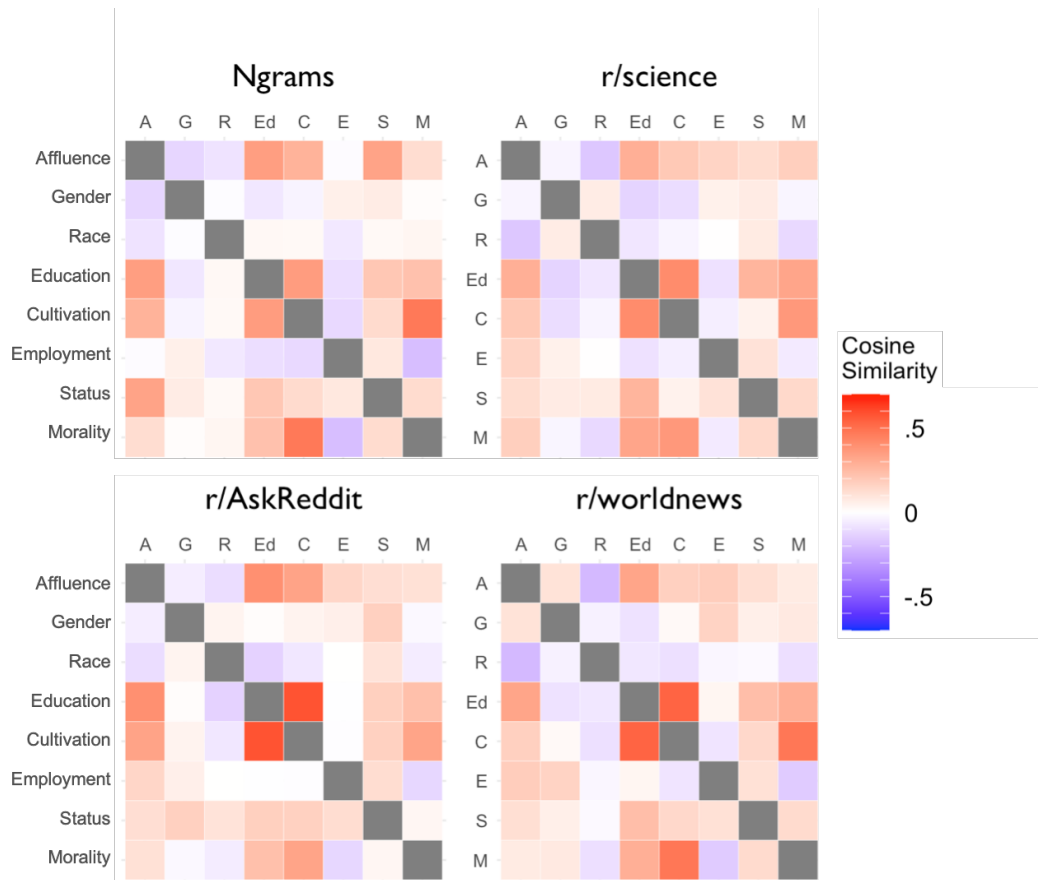 Ngrams
r/science
A G R Ed C E S M
A G R Ed C E S M
Affluence
A
Gender
G
Race
R
Education
Ed
Cultivation
C
Employment
E
Status
S
Morality
M
Cosine
Similarity
.5
0
-.5
r/AskReddit
r/worldnews
A G R Ed C E S M
A G R Ed C E S M
Affluence
A
Gender
G
Race
R
Education
Ed
Cultivation
C
Employment
E
Status
S
Morality
M